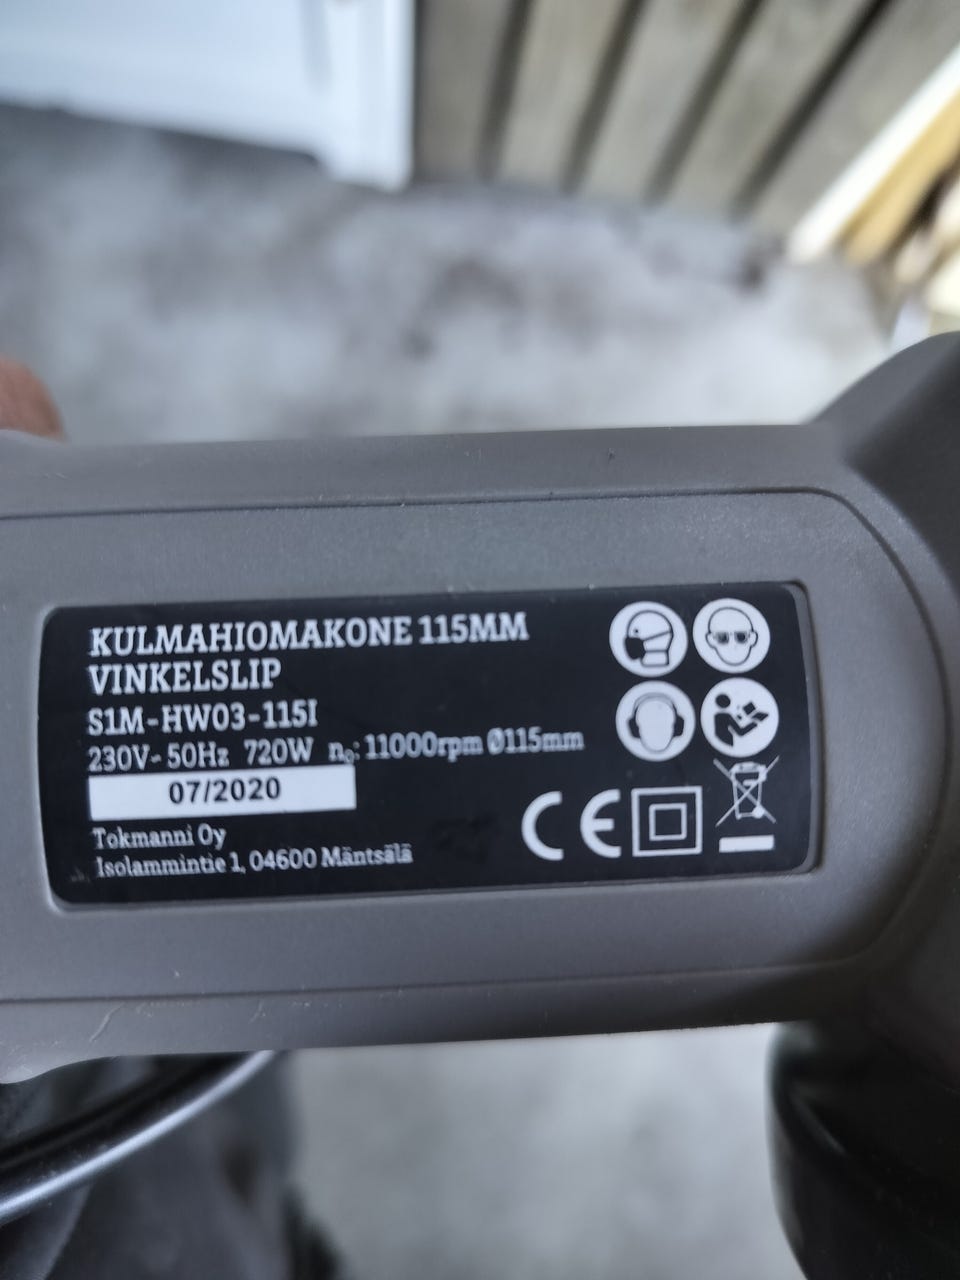 KULMAHIOMAKONE 115MM
VINKELSLIP
S1M-HW03-115I
230V~ 50Hz 720W n₀: 11000rpm Ø115mm
07/2020
Tokmanni Oy
Isolammintie 1, 04600 Mäntsälä
CE